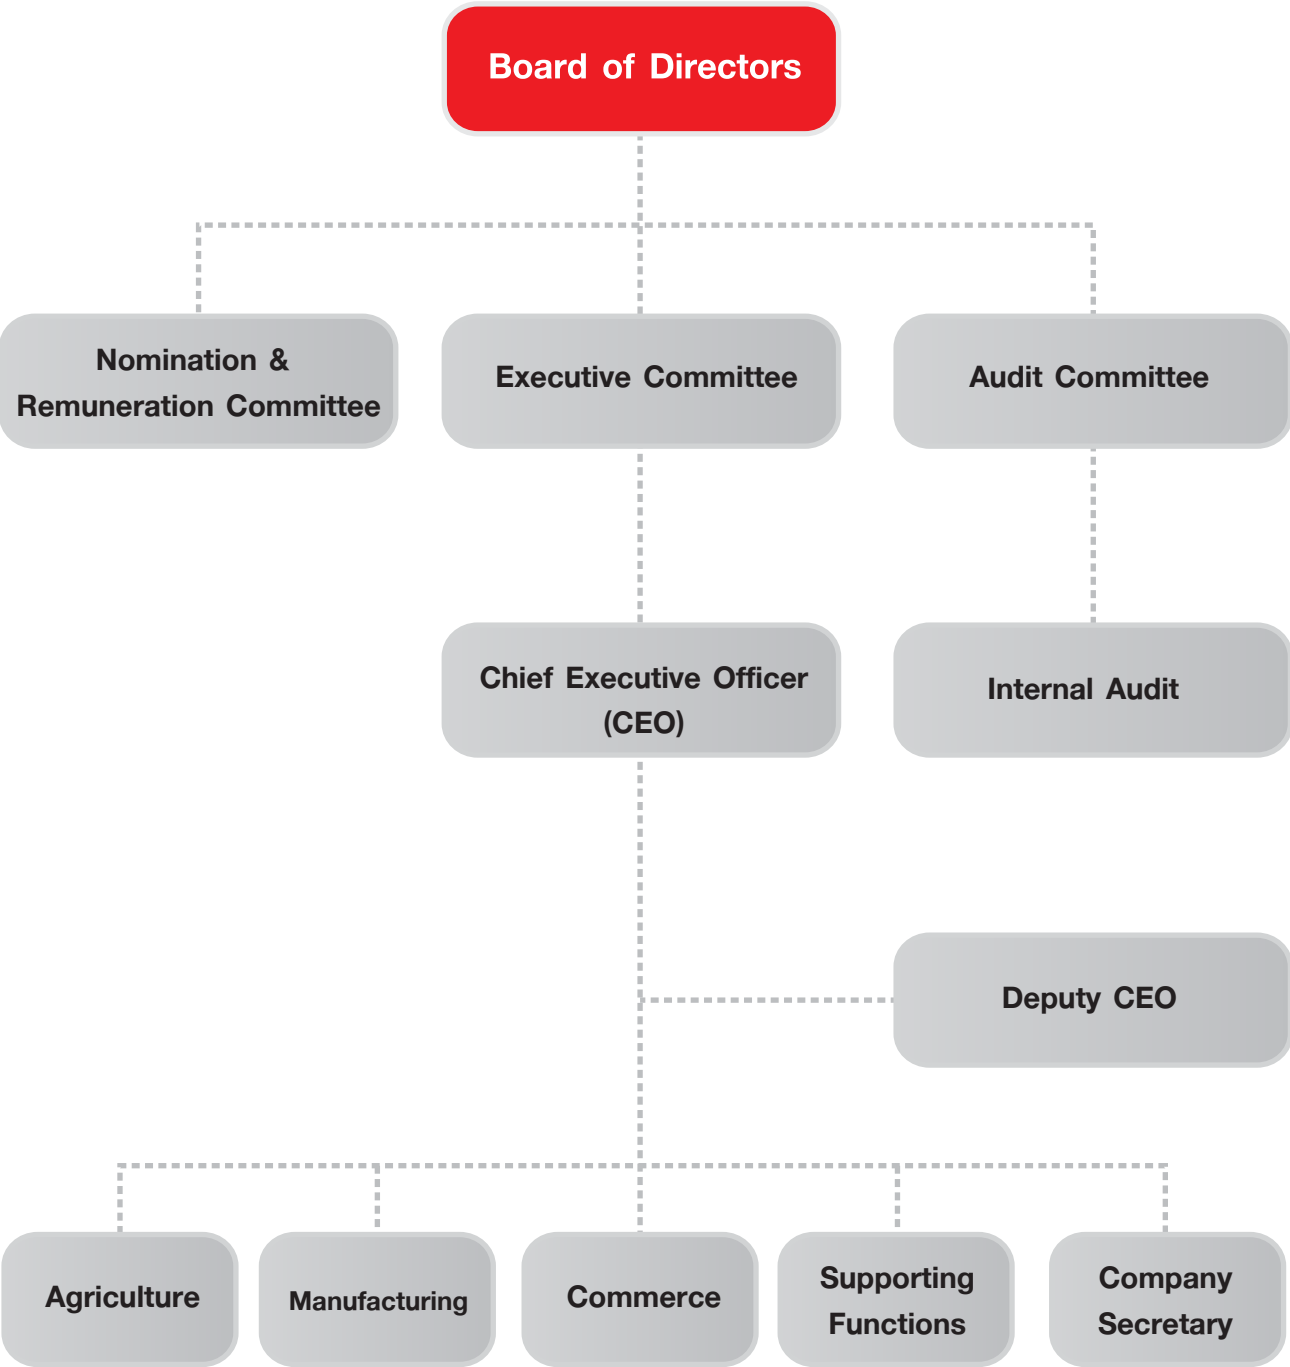 Board of Directors
Nomination &
Remuneration Committee
Executive Committee
Audit Committee
Chief Executive Officer
(CEO)
Internal Audit
Deputy CEO
Agriculture
Manufacturing
Commerce
Supporting
Functions
Company
Secretary